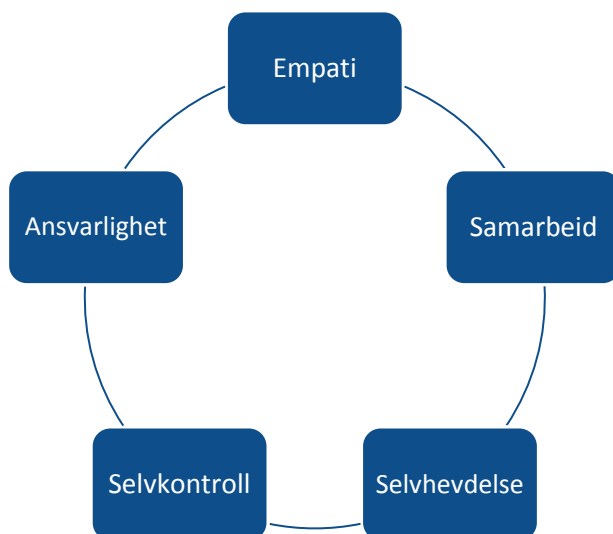 Empati
Samarbeid
Selvhevdelse
Selvkontroll
Ansvarlighet